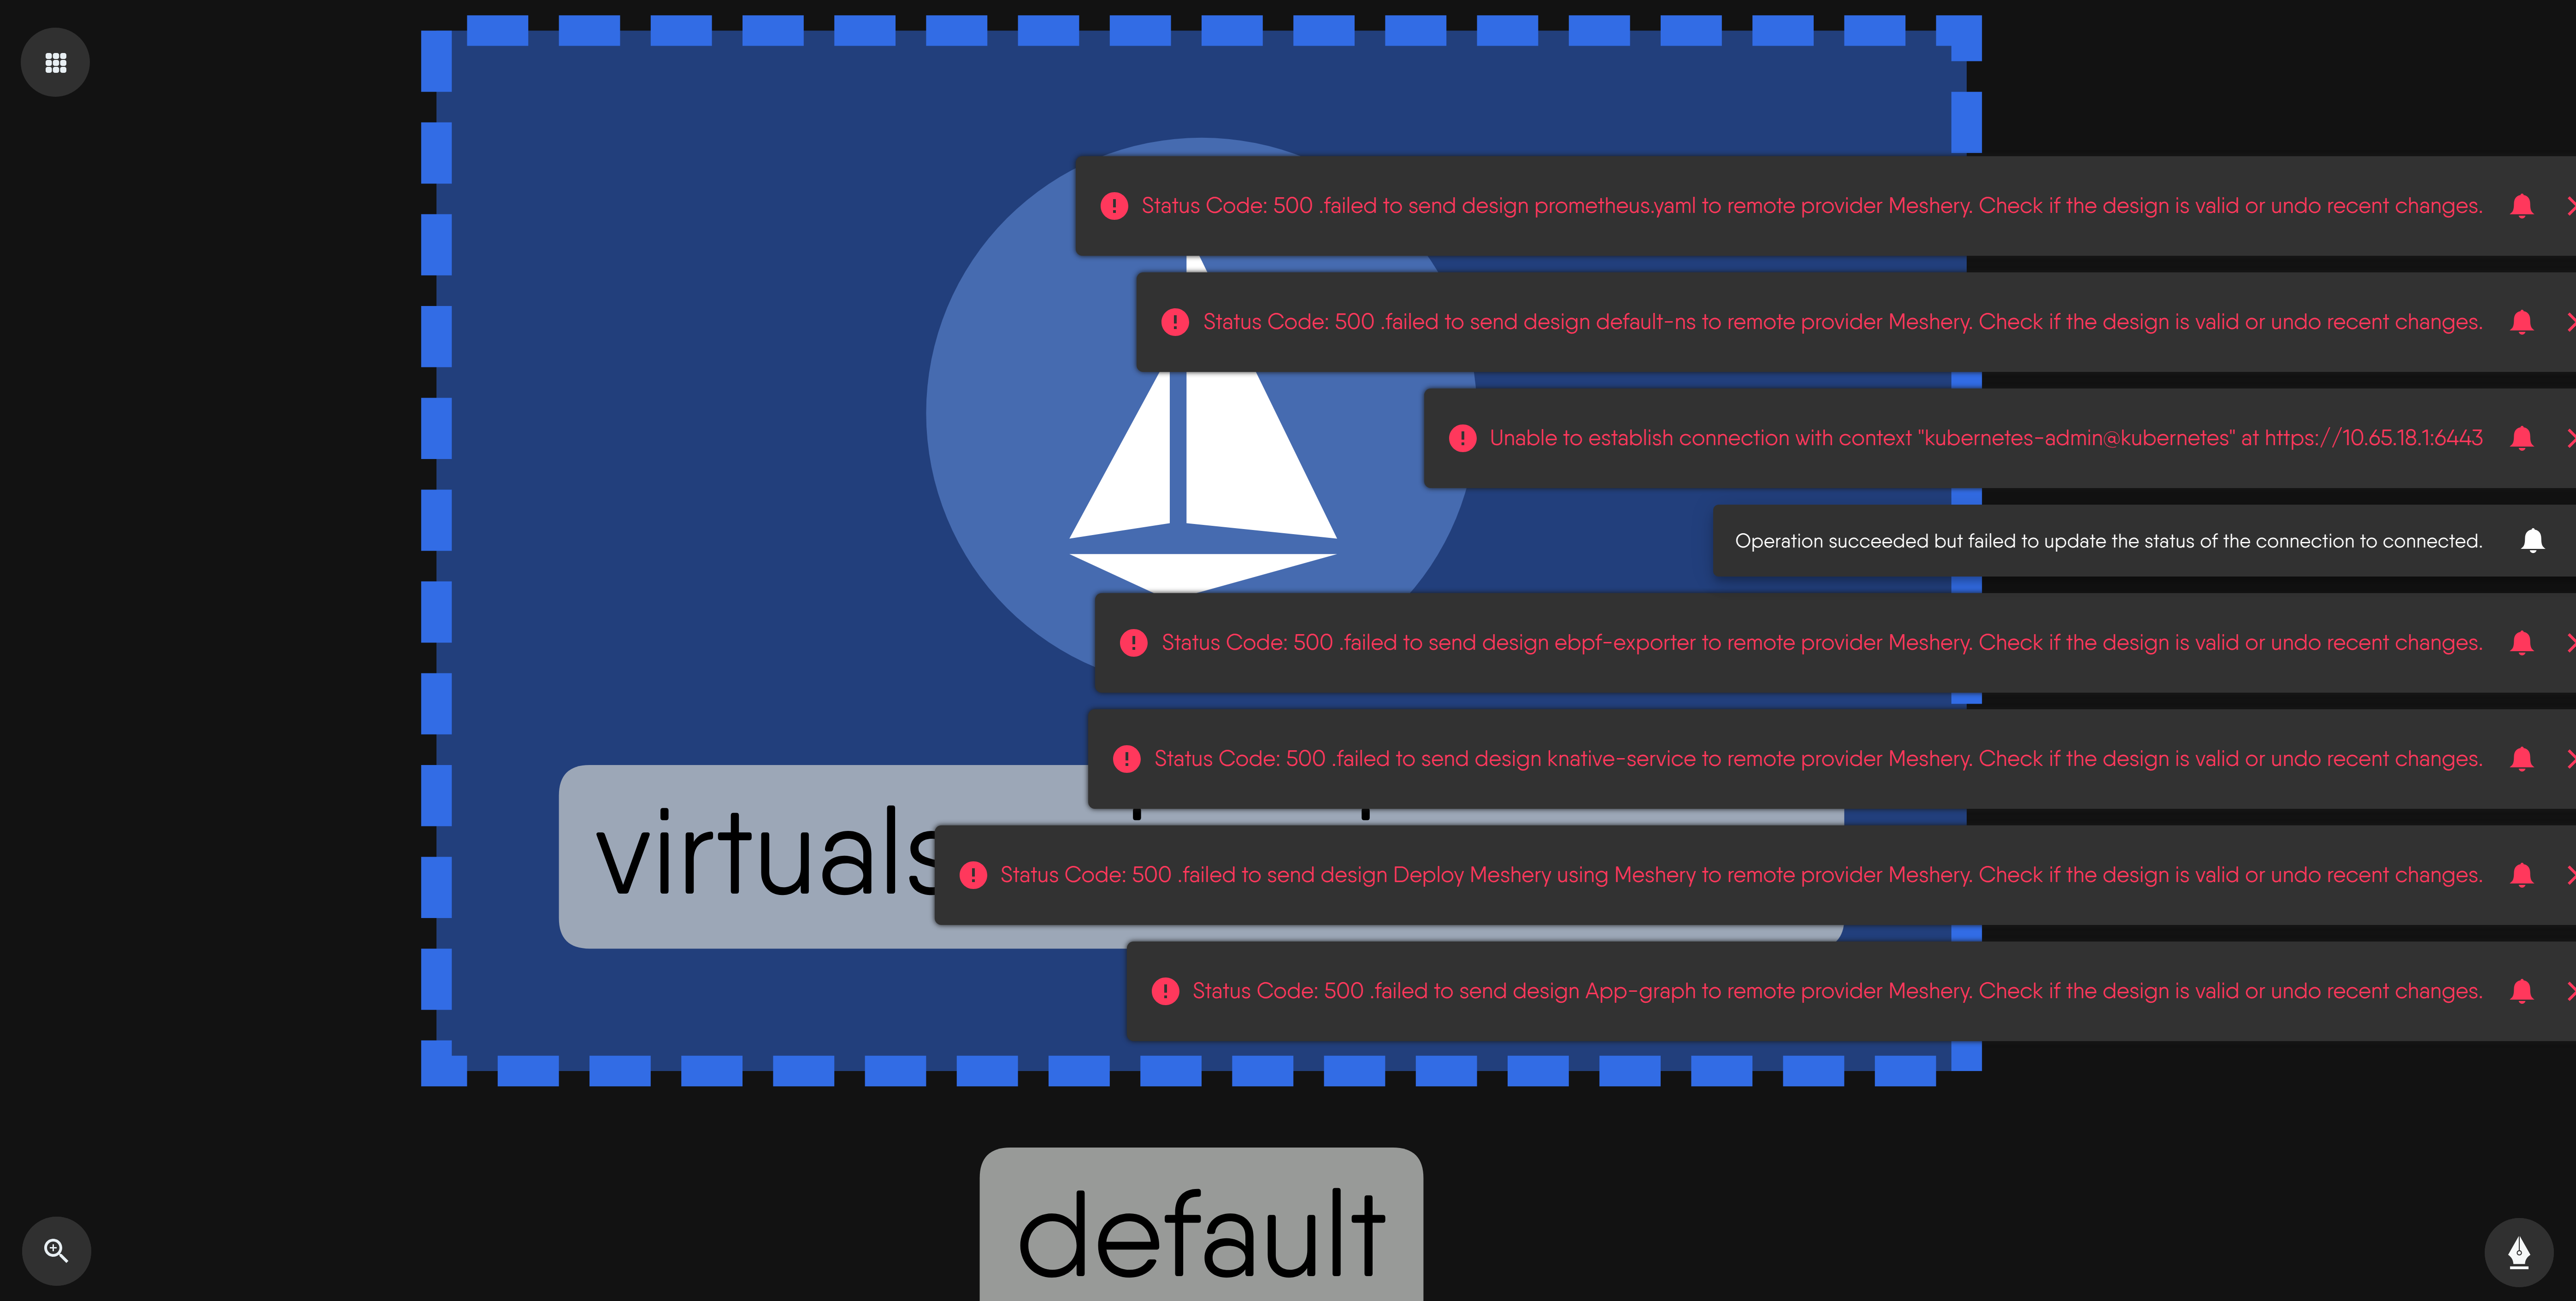 Status Code: 500 .failed to send design prometheus.yaml to remote provider Meshery. Check if the design is valid or undo recent changes.
Status Code: 500 .failed to send design default-ns to remote provider Meshery. Check if the design is valid or undo recent changes.
Unable to establish connection with context "kubernetes-admin@kubernetes" at https://10.65.18.1:6443
Operation succeeded but failed to update the status of the connection to connected.
Status Code: 500 .failed to send design ebpf-exporter to remote provider Meshery. Check if the design is valid or undo recent changes.
Status Code: 500 .failed to send design knative-service to remote provider Meshery. Check if the design is valid or undo recent changes.
Status Code: 500 .failed to send design Deploy Meshery using Meshery to remote provider Meshery. Check if the design is valid or undo recent changes.
Status Code: 500 .failed to send design App-graph to remote provider Meshery. Check if the design is valid or undo recent changes.
default